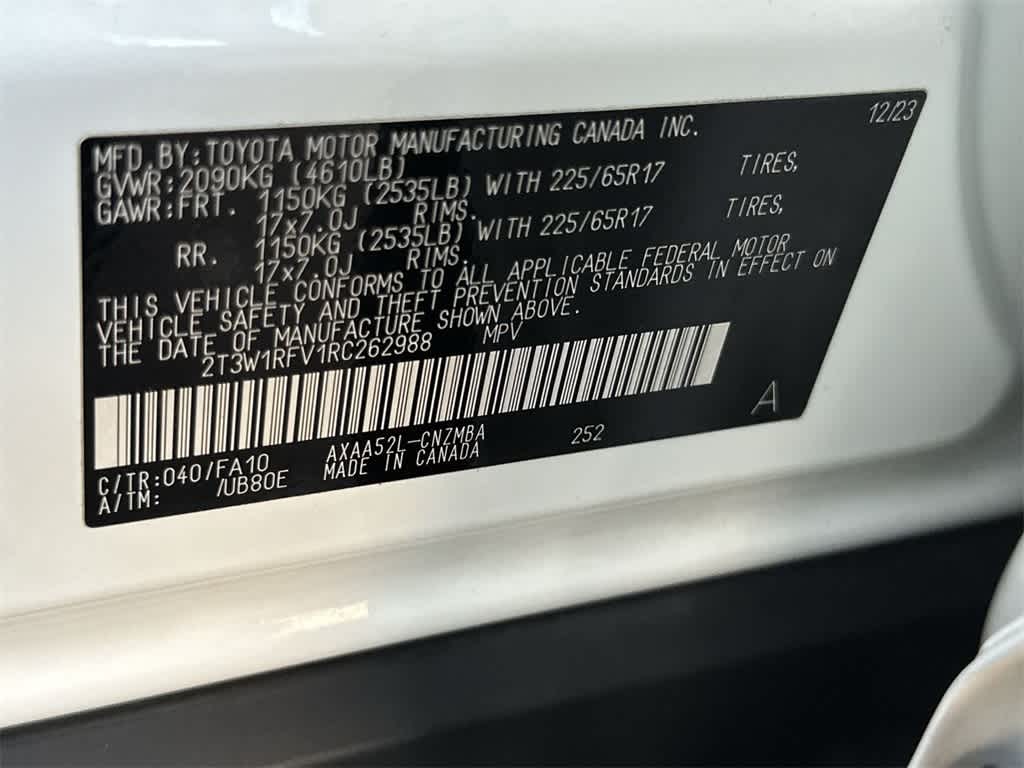 12/23
MFD.BY:TOYOTA MOTOR MANUFACTURING CANADA INC.
GVWR:2090KG (4610LB)
GAWR:FRT. 1150KG (2535LB) WITH 225/65R17 TIRES,
17x7.0J RIMS.
RR. 1150KG (2535LB) WITH 225/65R17 TIRES,
17x7.0J RIMS.
THIS VEHICLE CONFORMS TO ALL APPLICABLE FEDERAL MOTOR
VEHICLE SAFETY AND THEFT PREVENTION STANDARDS IN EFFECT ON
THE DATE OF MANUFACTURE SHOWN ABOVE.
2T3W1RFV1RC262988 MPV
A
C/TR:040/FA10 AXAA52L-CNZMBA 252
A/TM: /UB80E MADE IN CANADA